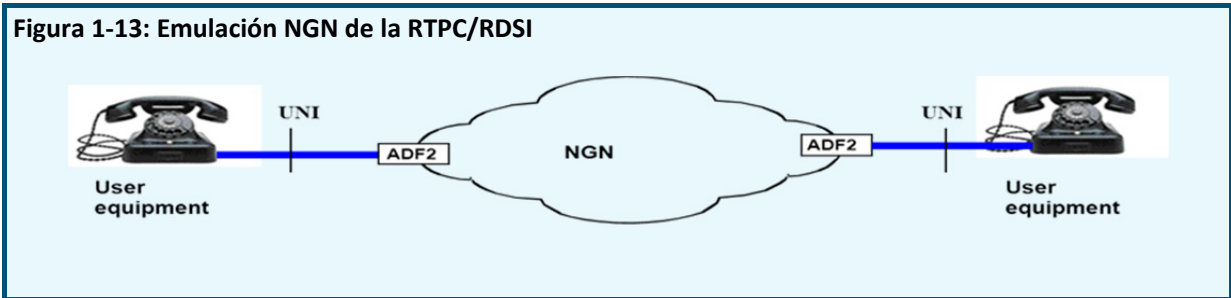 Figura 1-13: Emulación NGN de la RTPC/RDSI
UNI
UNI
ADF2
NGN
ADF2
User
equipment
User
equipment